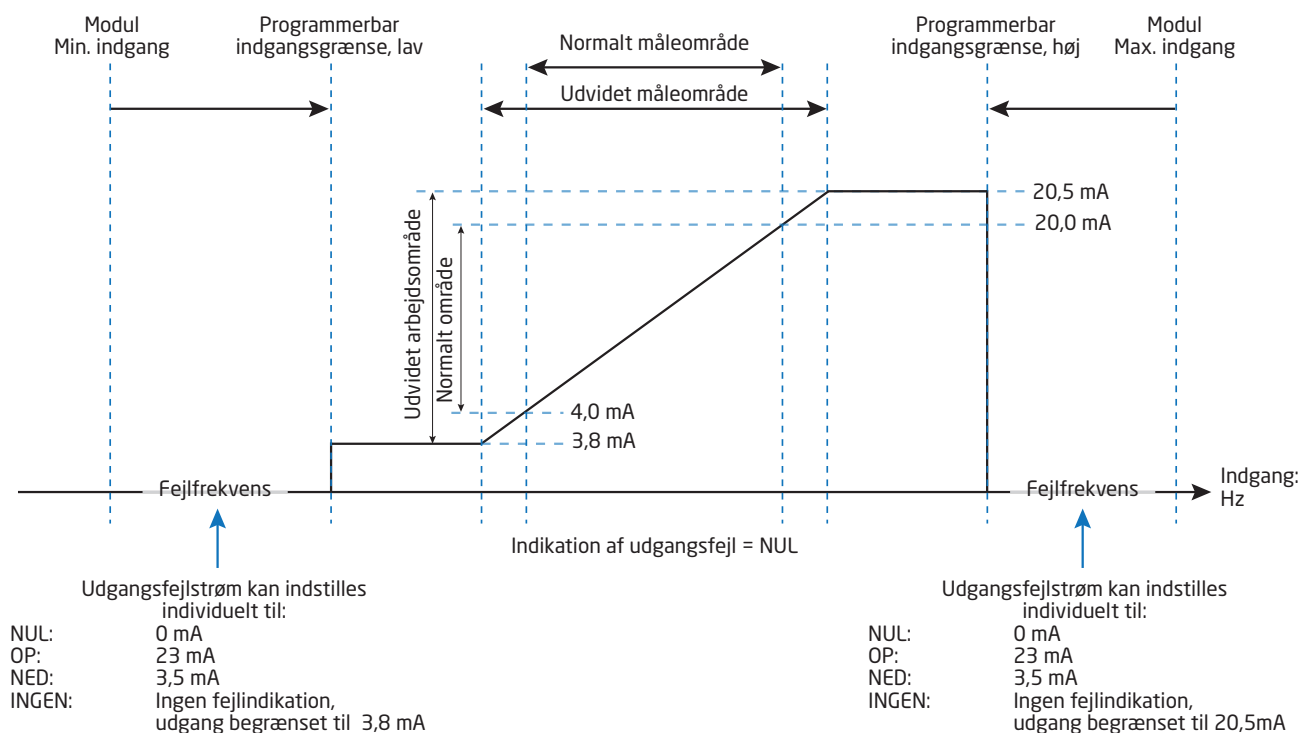 Modul
Min. indgang
Programmerbar
indgangsgrænse, lav
Normalt måleområde
Udvidet måleområde
Programmerbar
indgangsgrænse, høj
Modul
Max. indgang
Udvidet arbejdsområde
Normalt område
20,5 mA
20,0 mA
4,0 mA
3,8 mA
Fejlfrekvens
Fejlfrekvens
Indgang:
Hz
Indikation af udgangsfejl = NUL
Udgangsfejlstrøm kan indstilles
individuelt til:
NUL: 0 mA
OP: 23 mA
NED: 3,5 mA
INGEN: Ingen fejlindikation,
udgang begrænset til 3,8 mA
Udgangsfejlstrøm kan indstilles
individuelt til:
NUL: 0 mA
OP: 23 mA
NED: 3,5 mA
INGEN: Ingen fejlindikation,
udgang begrænset til 20,5mA